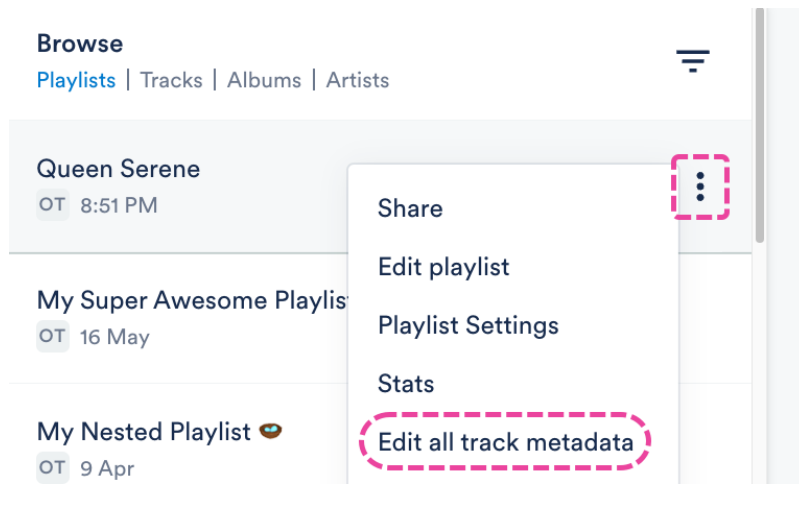 Browse
Playlists | Tracks | Albums | Artists
Queen Serene
OT 8:51 PM
Share
Edit playlist
My Super Awesome Playlis
OT 16 May
Playlist Settings
Stats
My Nested Playlist
OT 9 Apr
Edit all track metadata